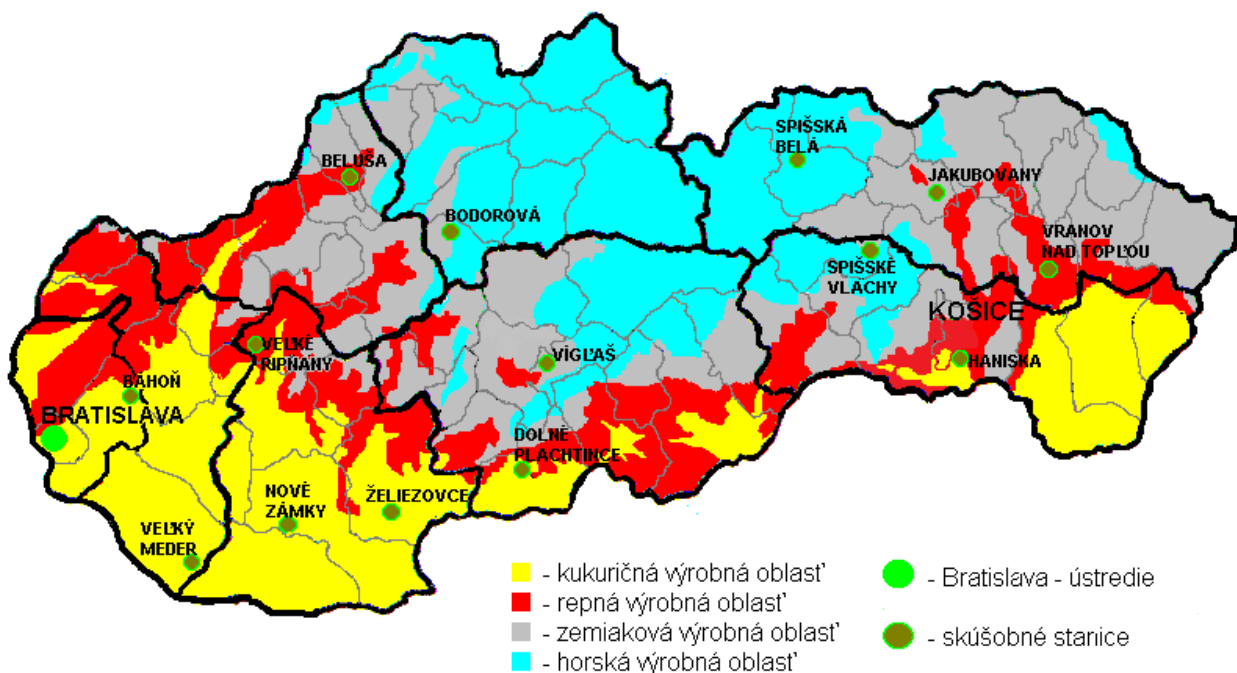 SPIŠSKÁ
BELÁ
BELUŠA
JAKUBOVANY
BODOROVÁ
VRANOV
NAD TOPĽOU
SPIŠSKÉ
VLACHY
KOŠICE
VEĽKÉ
RIPŇANY
VÍGĽAŠ
HANISKA
BÁHOŇ
BRATISLAVA
DOLNÉ
PLACHTINCE
NOVÉ
ZÁMKY
ŽELIEZOVCE
VEĽKÝ
MEDER
- kukuričná výrobná oblasť
- repná výrobná oblasť
- zemiaková výrobná oblasť
- horská výrobná oblasť
- Bratislava - ústredie
- skúšobné stanice